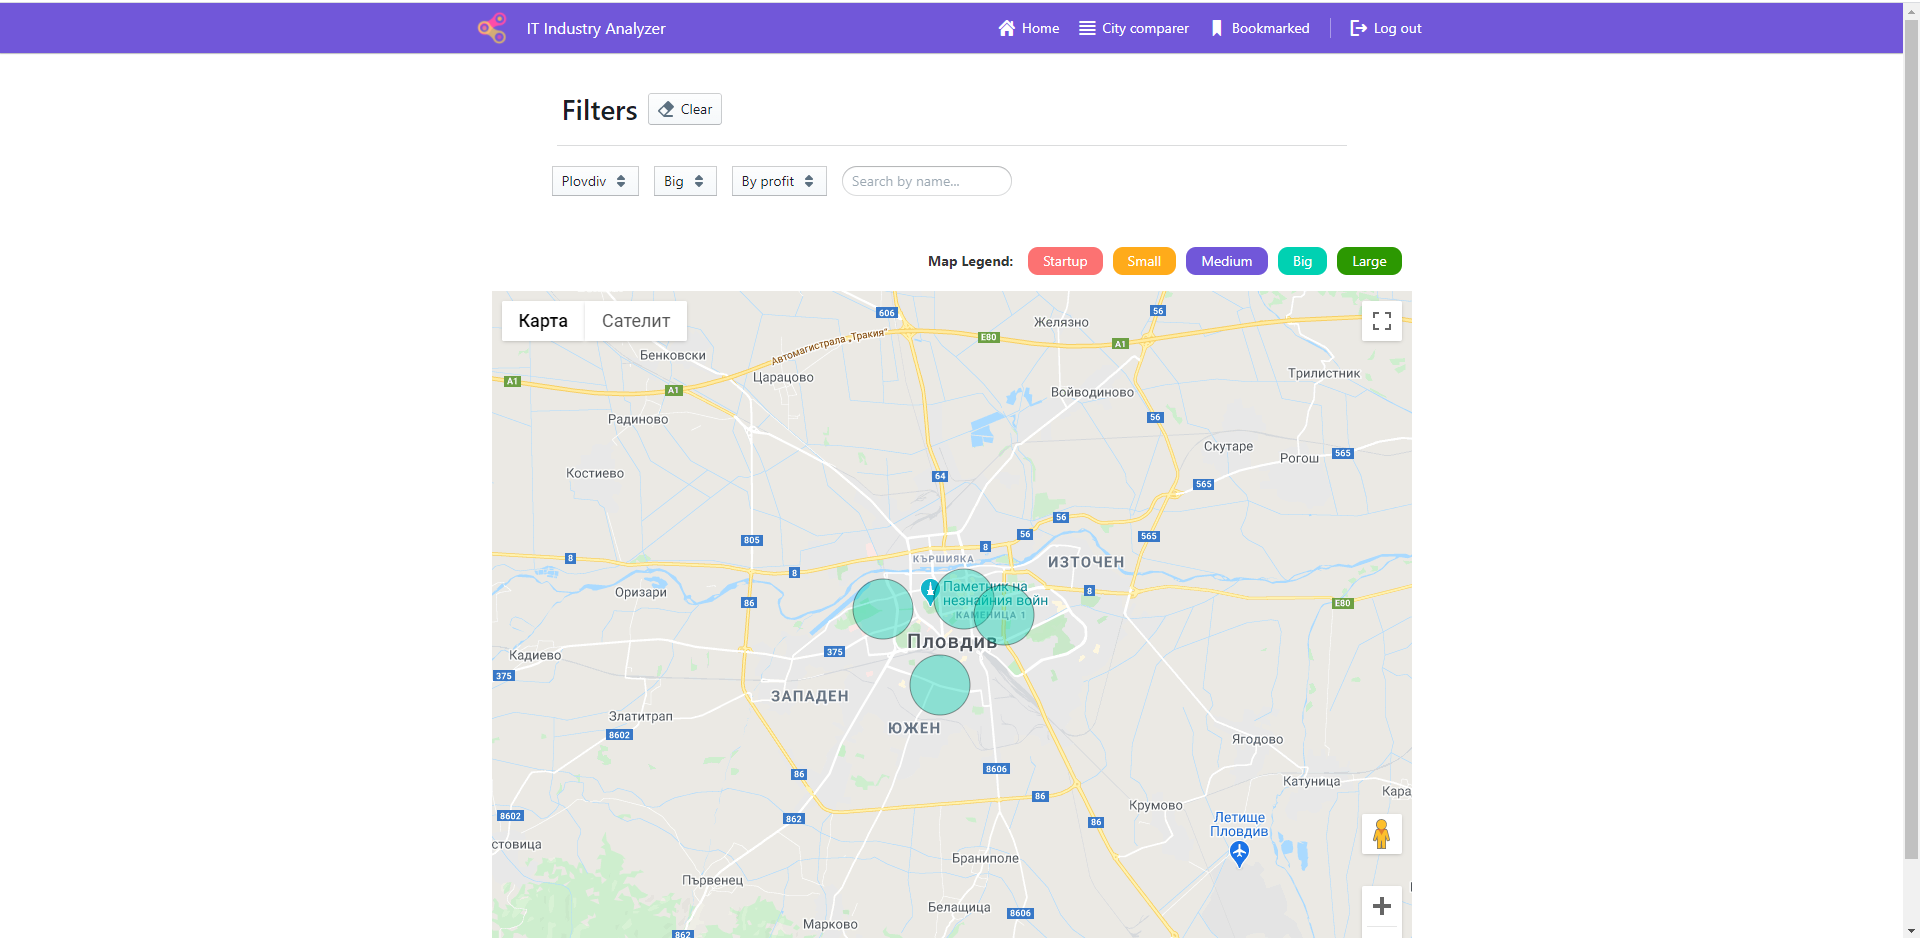 IT Industry Analyzer
Home
City comparer
Bookmarked
Log out
Filters
Clear
Plovdiv
Big
By profit
Search by name...
Map Legend:
Startup
Small
Medium
Big
Large
Карта
Сателит
606
56
Желязно
Автомагистрала „Тракия“
E80
A1
Бенковски
Царацово
Трилистник
A1
A1
Войводиново
Радиново
56
Скутаре
Рогош
565
Костиево
64
565
56
56
565
805
8
КЪРШИЯКА
8
ИЗТОЧЕН
8
Паметник на
незнайния войн
8
Оризари
86
E80
КАМЕНИЦА 1
Пловдив
375
Кадиево
375
ЗАПАДЕН
Златитрап
ЮЖЕН
8602
Ягодово
8606
86
Катуница
Кара
86
Крумово
8602
862
86
Летище
Пловдив
стовица
Браниполе
Първенец
Белащица
8606
Марково
862